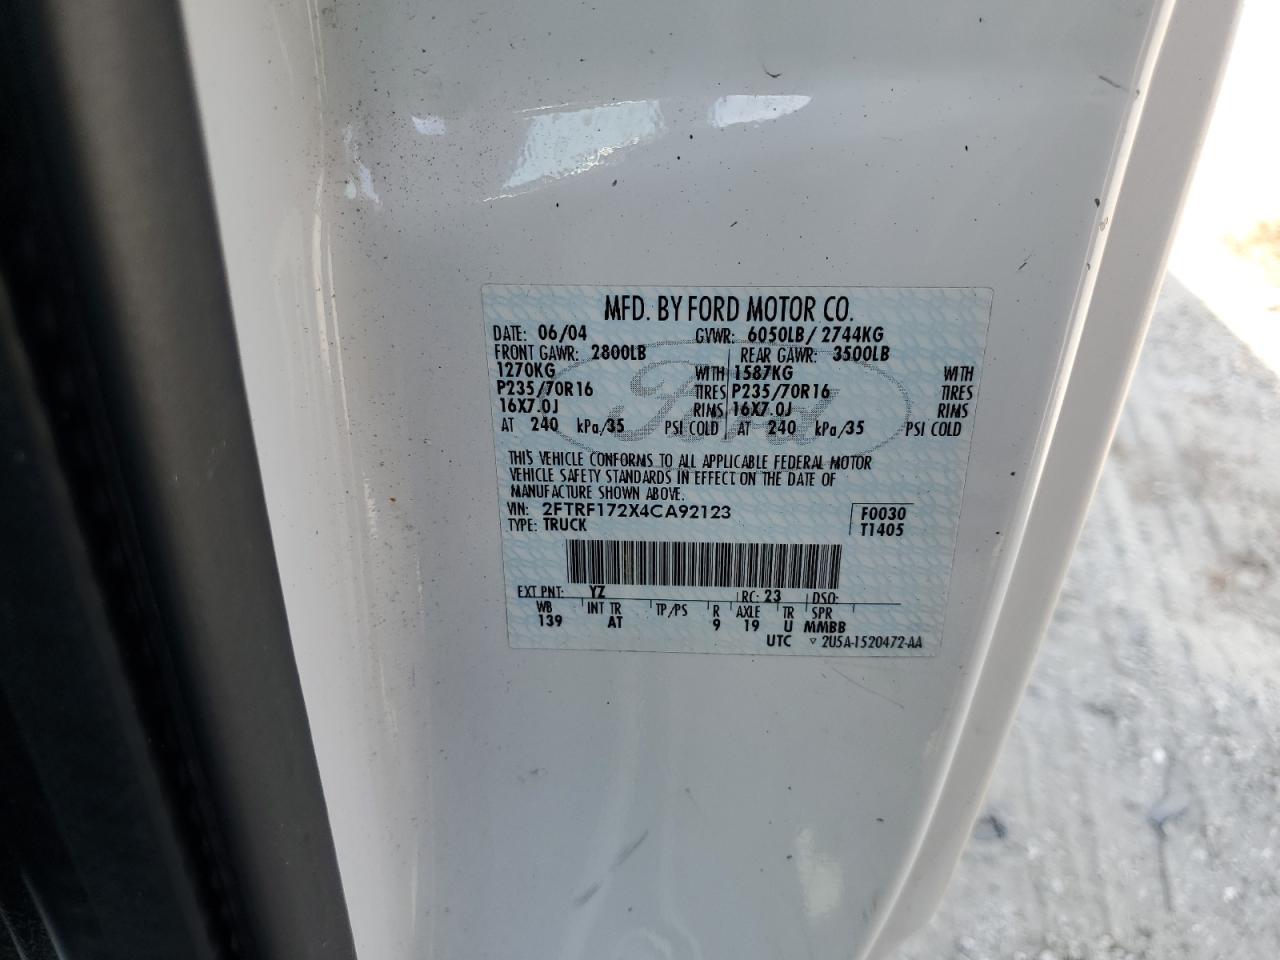 MFD. BY FORD MOTOR CO.
DATE: 06/04 GVWR: 6050LB/ 2744KG
FRONT GAWR: 2800LB REAR GAWR: 3500LB
1270KG WITH 1587KG WITH
P235/70R16 TIRES P235/70R16 TIRES
16X7.0J RIMS 16X7.0J RIMS
AT 240 kPa/35 PSI COLD AT 240 kPa/35 PSI COLD
Ford
THIS VEHICLE CONFORMS TO ALL APPLICABLE FEDERAL MOTOR
VEHICLE SAFETY STANDARDS IN EFFECT ON THE DATE OF
MANUFACTURE SHOWN ABOVE.
VIN: 2FTRF172X4CA92123 F0030
TYPE: TRUCK T1405
EXT PNT: YZ RC: 23 DSO:
WB INT TR TP/PS R AXLE TR SPR
139 AT 9 19 U MMBB
UTC ▿ 2U5A-1520472-AA